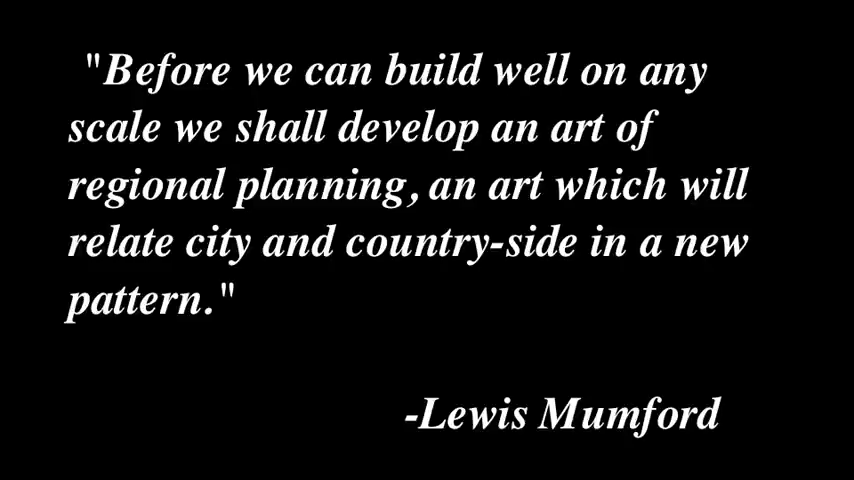 "Before we can build well on any
scale we shall develop an art of
regional planning, an art which will
relate city and country-side in a new
pattern."
-Lewis Mumford